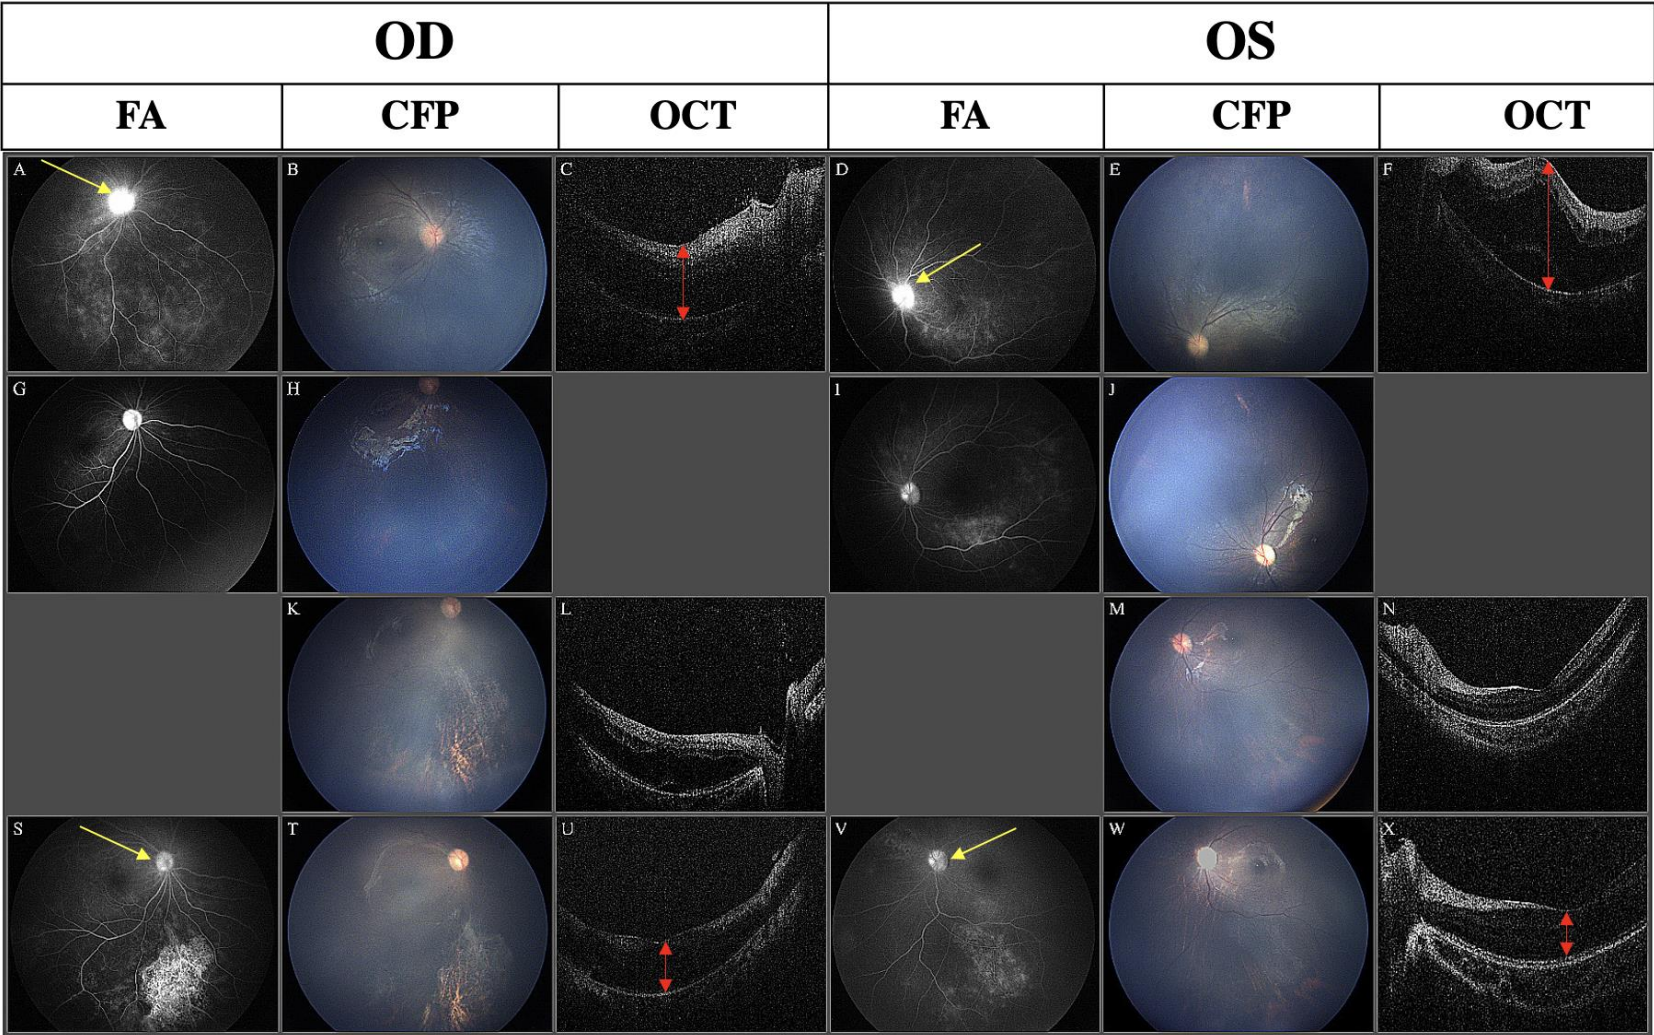 OD OS
FA CFP OCT FA CFP OCT
A B C D E F
G H I J
K L M N
S T U V W X